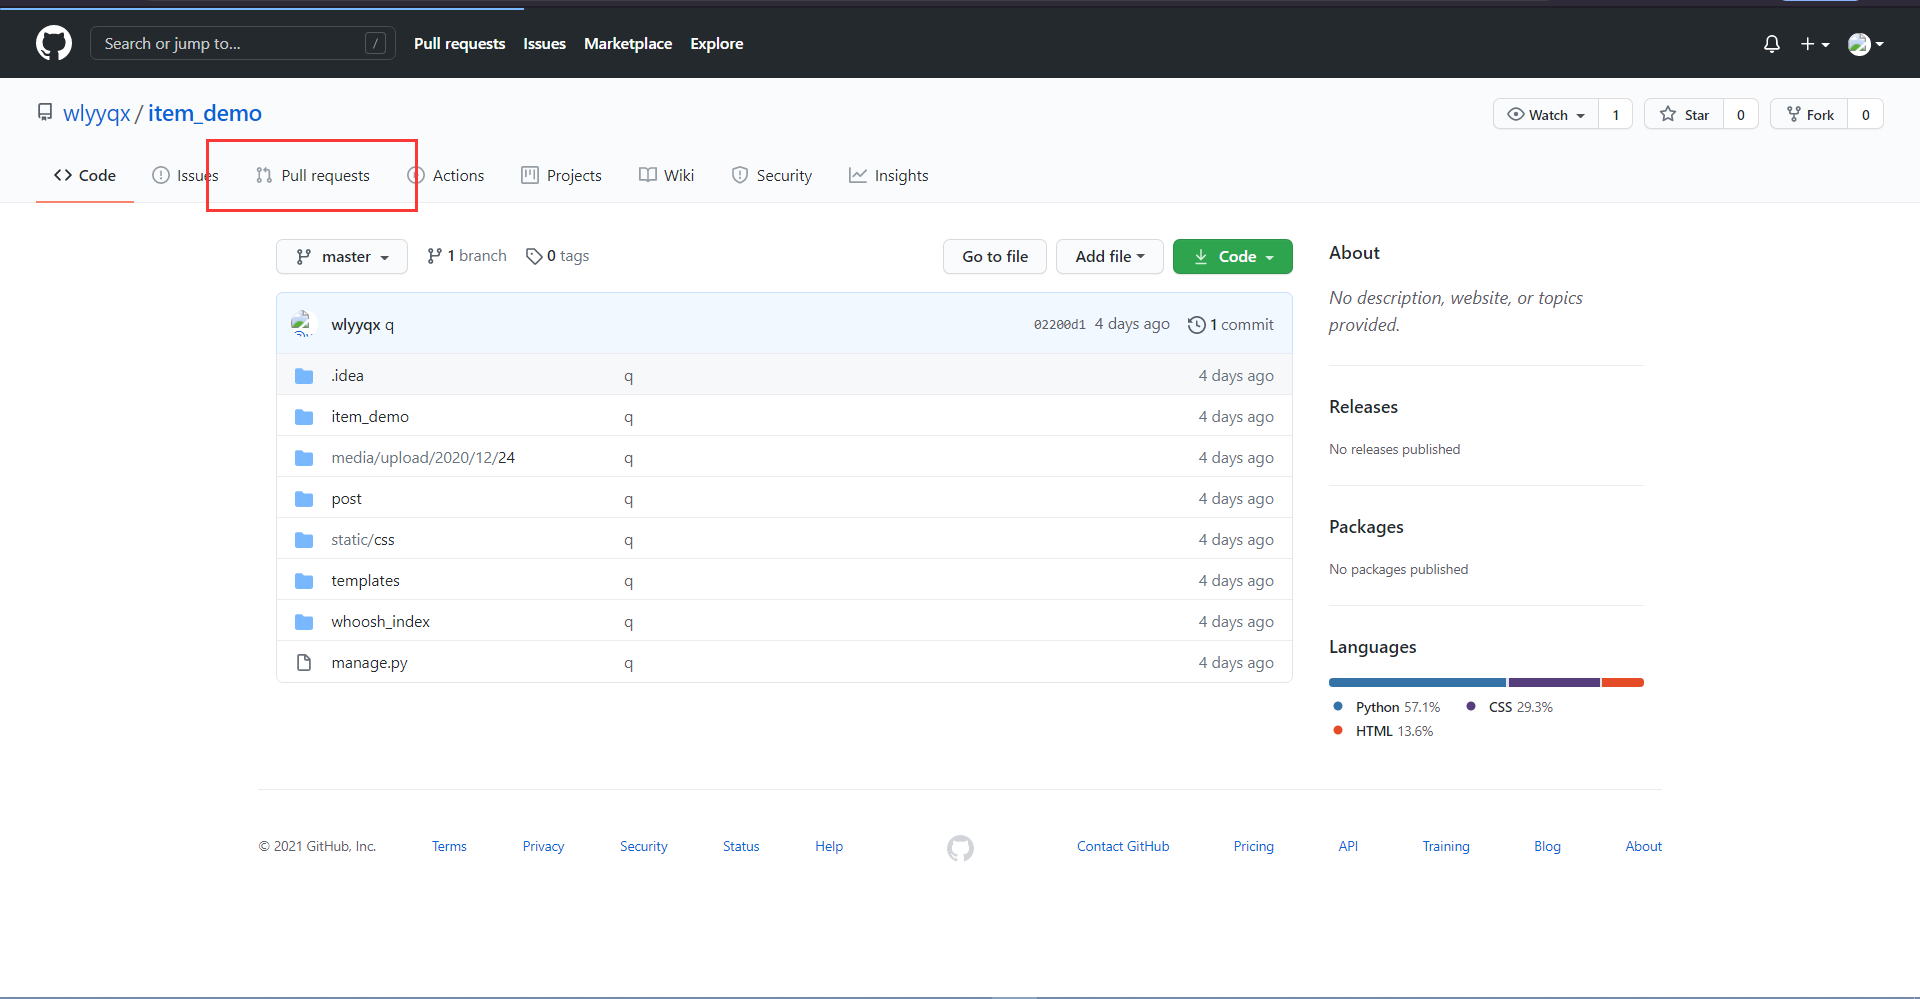 Search or jump to... / Pull requests Issues Marketplace Explore
wlyyqx / item_demo Watch 1 Star 0 Fork 0
Code Issues Pull requests Actions Projects Wiki Security Insights
master 1 branch 0 tags Go to file Add file Code
wlyyqx q 02200d1 4 days ago 1 commit
.idea q 4 days ago
item_demo q 4 days ago
media/upload/2020/12/24 q 4 days ago
post q 4 days ago
static/css q 4 days ago
templates q 4 days ago
whoosh_index q 4 days ago
manage.py q 4 days ago
About
No description, website, or topics
provided.
Releases
No releases published
Packages
No packages published
Languages
Python 57.1% CSS 29.3%
HTML 13.6%
© 2021 GitHub, Inc. Terms Privacy Security Status Help Contact GitHub Pricing API Training Blog About